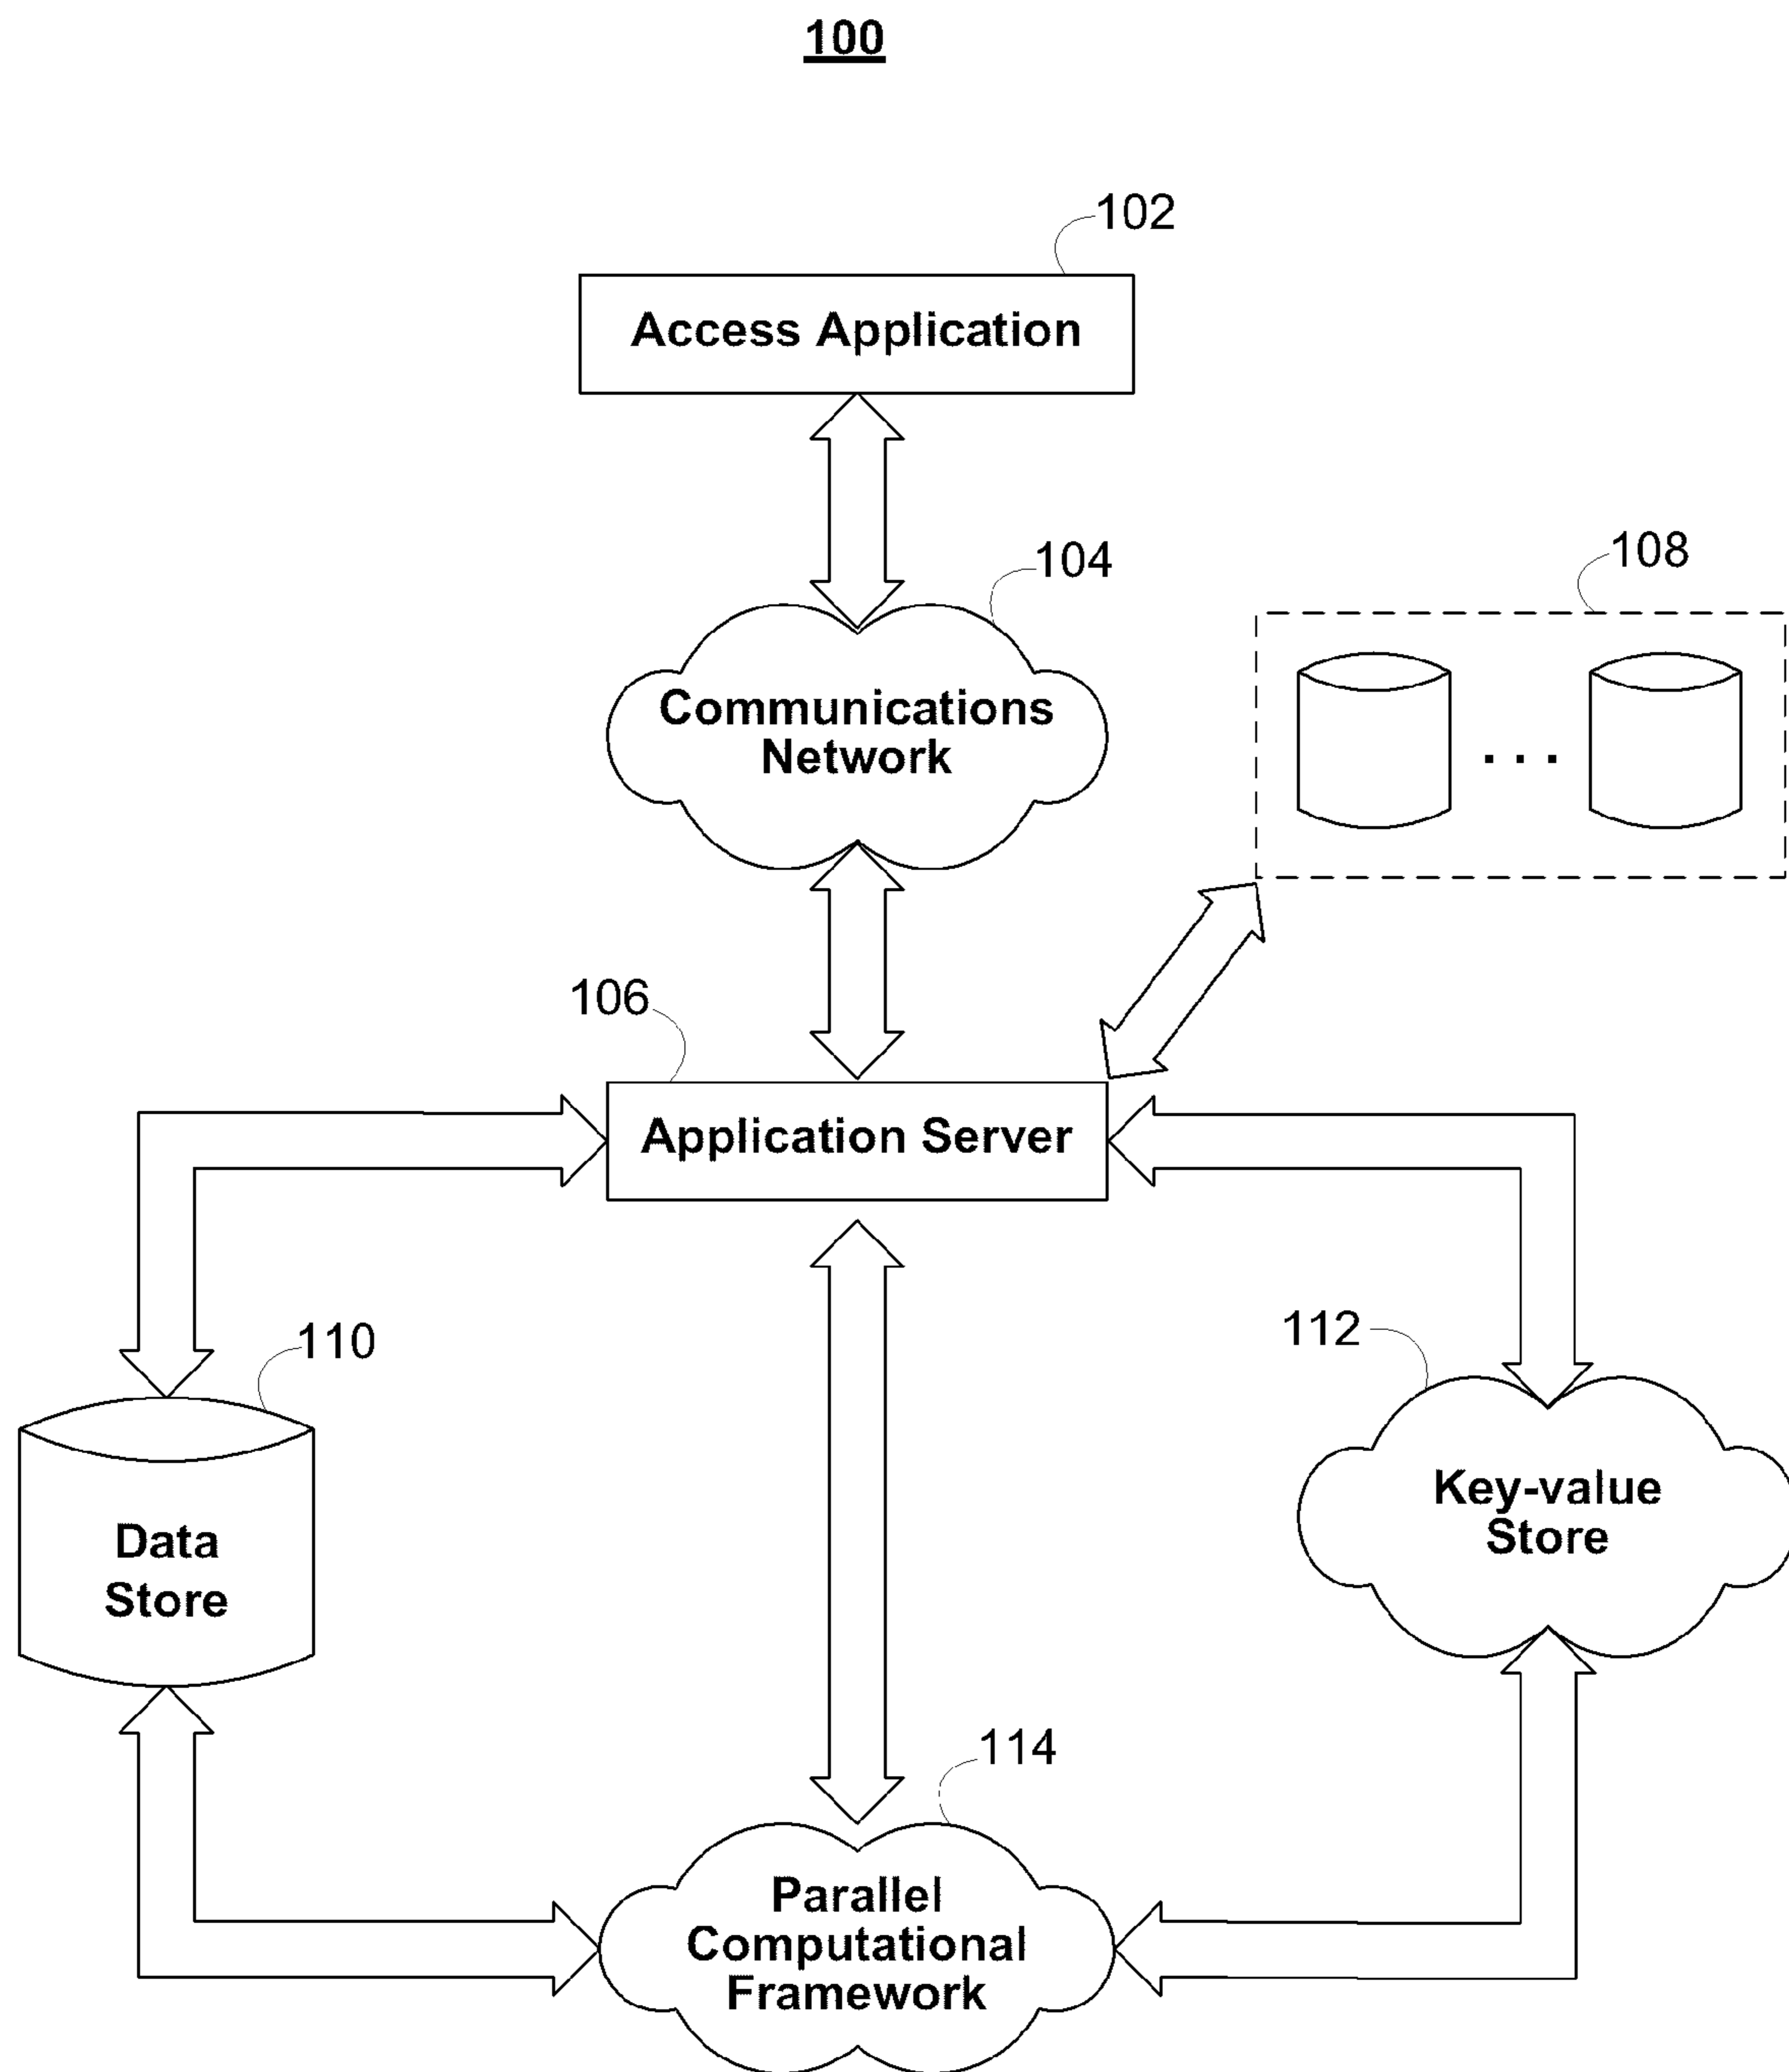 100
102
Access Application
104
108
Communications
Network
. . .
106
Application Server
110
112
Data
Store
Key-value
Store
114
Parallel
Computational
Framework